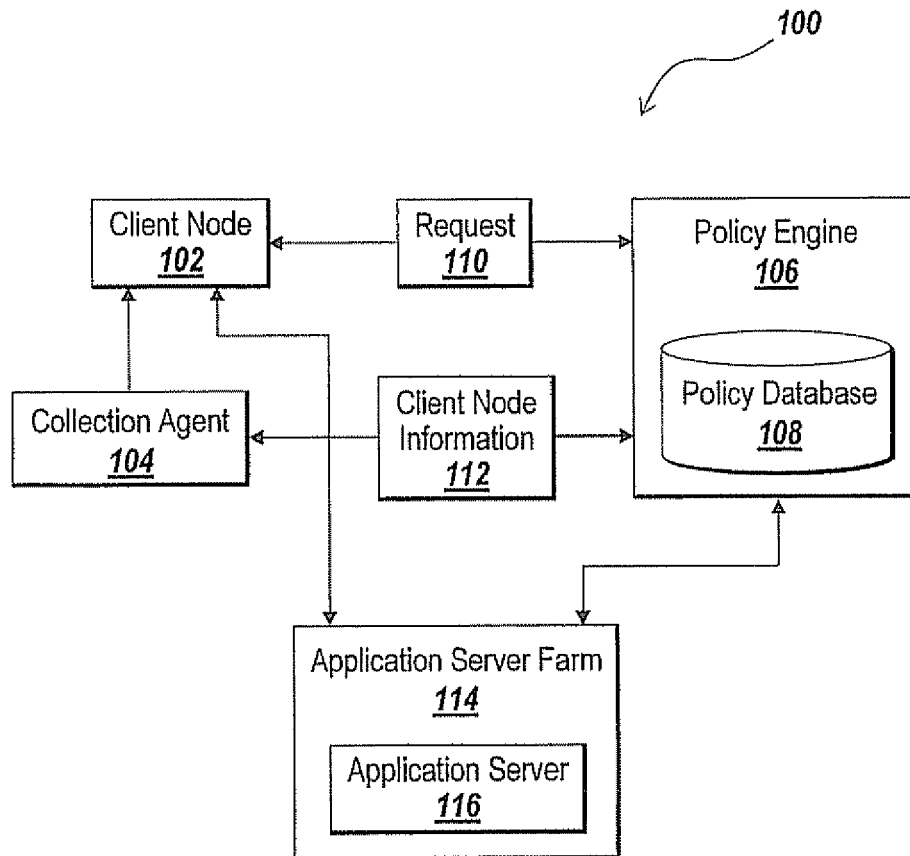 100
Client Node
102
Request
110
Policy Engine
106
Policy Database
108
Collection Agent
104
Client Node
Information
112
Application Server Farm
114
Application Server
116